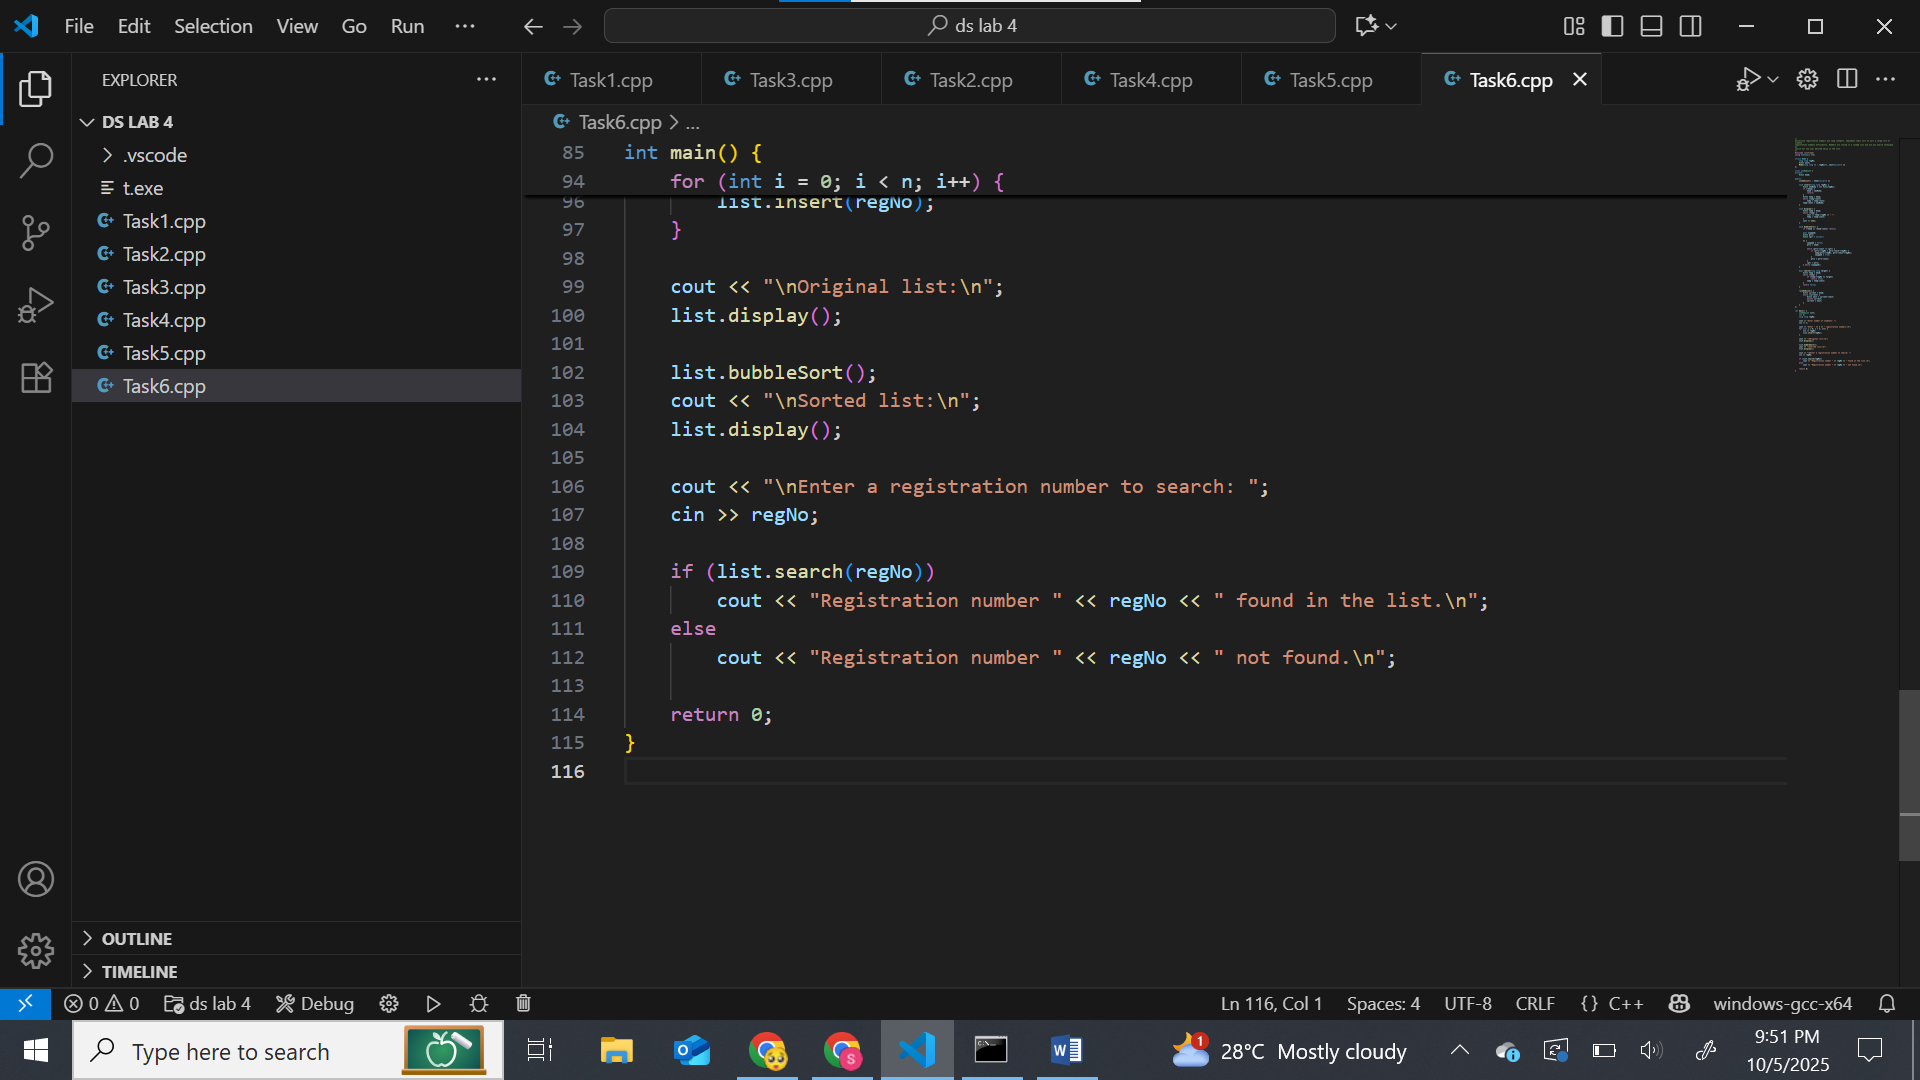 File Edit Selection View Go Run ··· ds lab 4
EXPLORER ···
DS LAB 4
.vscode
t.exe
Task1.cpp
Task2.cpp
Task3.cpp
Task4.cpp
Task5.cpp
Task6.cpp
OUTLINE
TIMELINE
Task1.cpp Task3.cpp Task2.cpp Task4.cpp Task5.cpp Task6.cpp
Task6.cpp > ...
85 int main() {
94 for (int i = 0; i < n; i++) {
96 list.insert(regNo);
97 }
98
99 cout << "\nOriginal list:\n";
100 list.display();
101
102 list.bubbleSort();
103 cout << "\nSorted list:\n";
104 list.display();
105
106 cout << "\nEnter a registration number to search: ";
107 cin >> regNo;
108
109 if (list.search(regNo))
110 cout << "Registration number " << regNo << " found in the list.\n";
111 else
112 cout << "Registration number " << regNo << " not found.\n";
113
114 return 0;
115 }
116
0 0 ds lab 4 Debug Ln 116, Col 1 Spaces: 4 UTF-8 CRLF {} C++ windows-gcc-x64
Type here to search 1 28°C Mostly cloudy 9:51 PM
10/5/2025